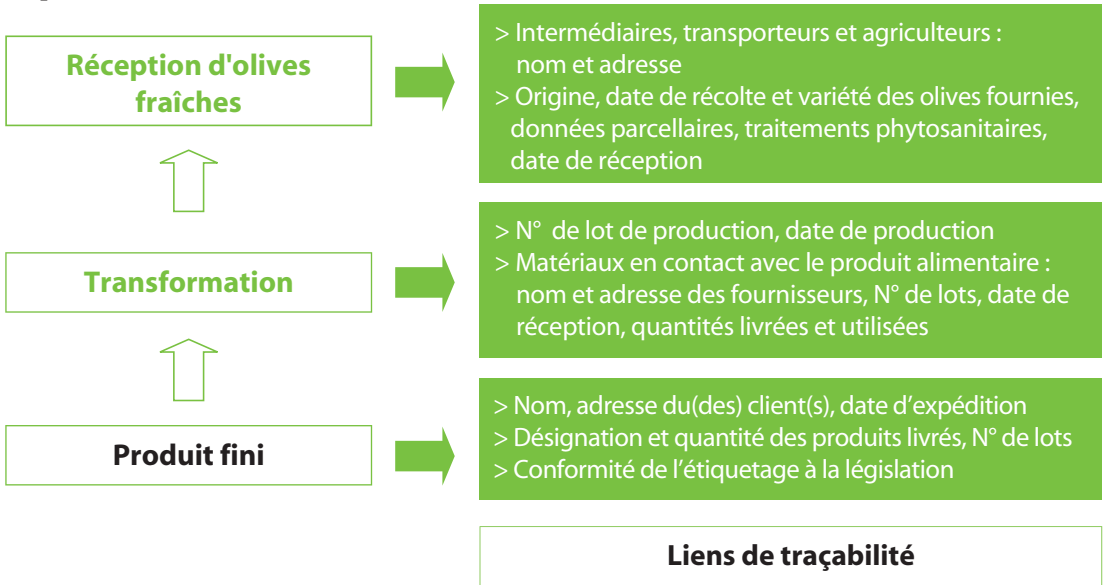 Réception d'olives
fraîches
> Intermédiaires, transporteurs et agriculteurs :
nom et adresse
> Origine, date de récolte et variété des olives fournies,
données parcellaires, traitements phytosanitaires,
date de réception
Transformation
> N° de lot de production, date de production
> Matériaux en contact avec le produit alimentaire :
nom et adresse des fournisseurs, N° de lots, date de
réception, quantités livrées et utilisées
Produit fini
> Nom, adresse du(des) client(s), date d’expédition
> Désignation et quantité des produits livrés, N° de lots
> Conformité de l’étiquetage à la législation
Liens de traçabilité